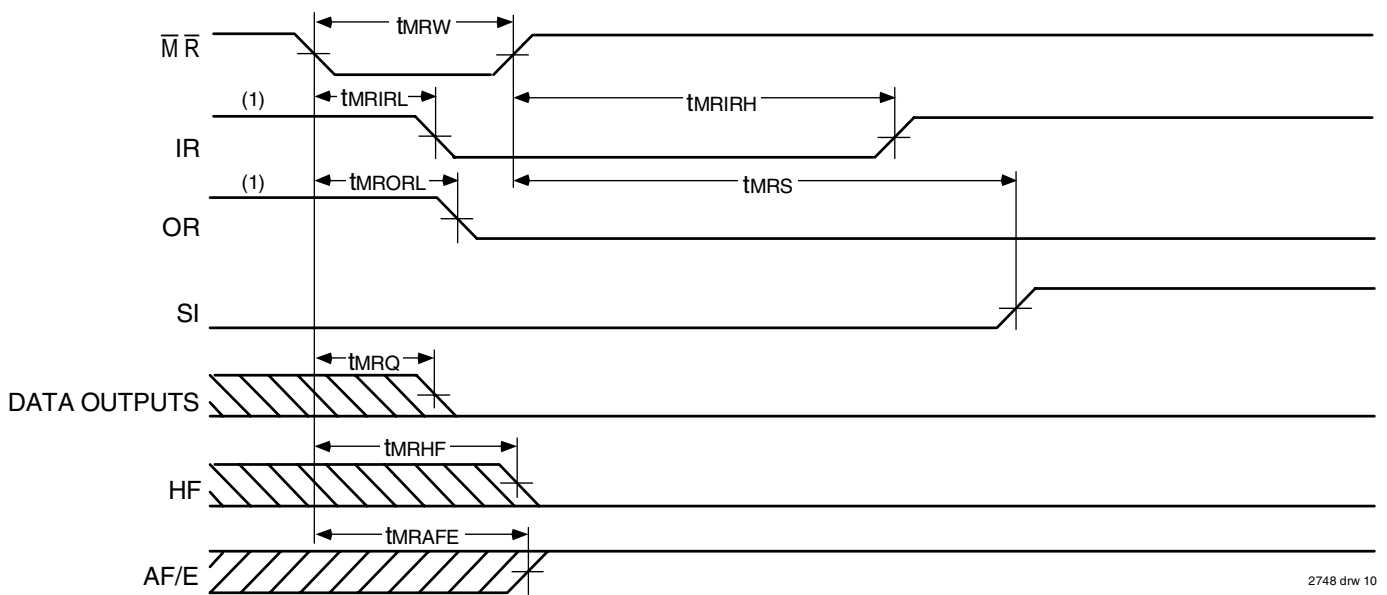 tMRW
M̅R̅
(1)
tMRIRL
tMRIRH
IR
(1)
tMRORL
tMRS
OR
SI
tMRQ
DATA OUTPUTS
tMRHF
HF
tMRAFE
AF/E
2748 drw 10